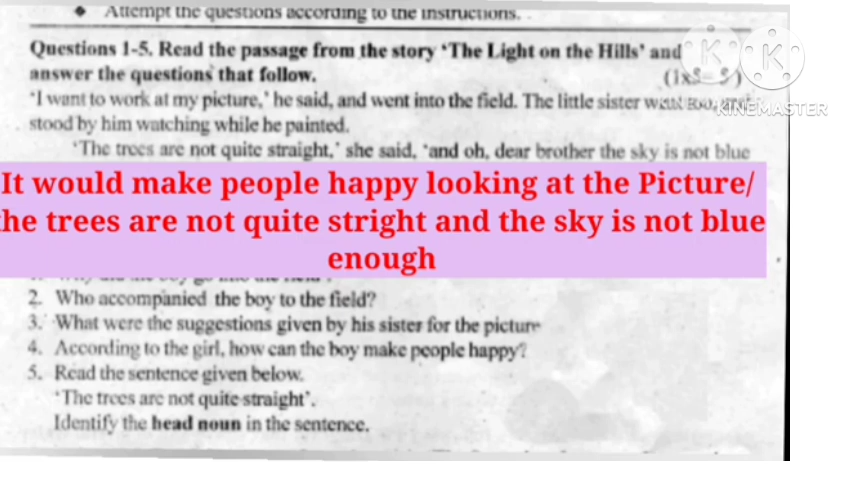 Attempt the questions according to the instructions.
Questions 1-5. Read the passage from the story ‘The Light on the Hills’ and
answer the questions that follow. (1x5= 5)
‘I want to work at my picture,’ he said, and went into the field. The little sister went too, and
stood by him watching while he painted.
‘The trees are not quite straight,’ she said, ‘and oh, dear brother the sky is not blue
It would make people happy looking at the Picture/
he trees are not quite stright and the sky is not blue
enough
2. Who accompanied the boy to the field?
3. What were the suggestions given by his sister for the picture
4. According to the girl, how can the boy make people happy?
5. Read the sentence given below.
‘The trees are not quite straight’.
Identify the head noun in the sentence.
KINEMASTER